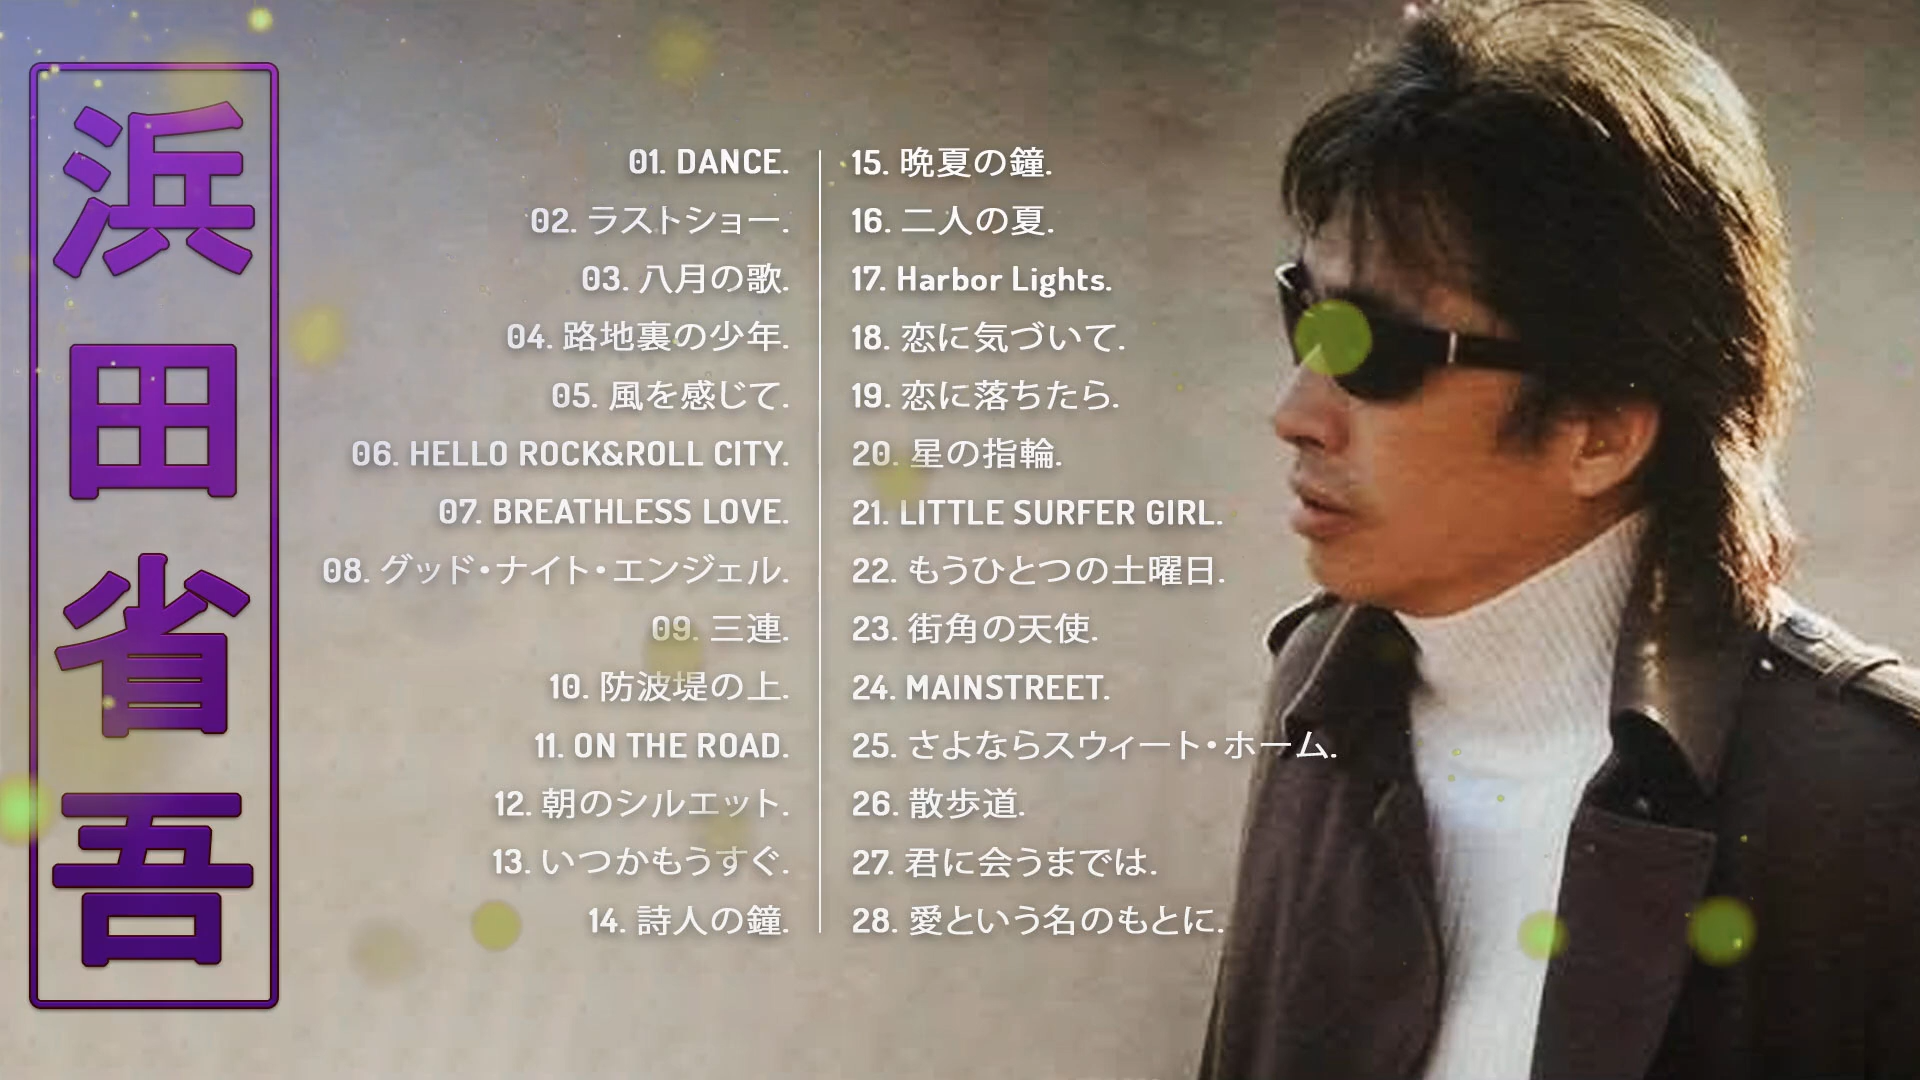 浜田省吾
01. DANCE.
02. ラストショー.
03. 八月の歌.
04. 路地裏の少年.
05. 風を感じて.
06. HELLO ROCK&ROLL CITY.
07. BREATHLESS LOVE.
08. グッド・ナイト・エンジェル.
09. 三連.
10. 防波堤の上.
11. ON THE ROAD.
12. 朝のシルエット.
13. いつかもうすぐ.
14. 詩人の鐘.
15. 晩夏の鐘.
16. 二人の夏.
17. Harbor Lights.
18. 恋に気づいて.
19. 恋に落ちたら.
20. 星の指輪.
21. LITTLE SURFER GIRL.
22. もうひとつの土曜日.
23. 街角の天使.
24. MAINSTREET.
25. さよならスウィート・ホーム.
26. 散歩道.
27. 君に会うまでは.
28. 愛という名のもとに.